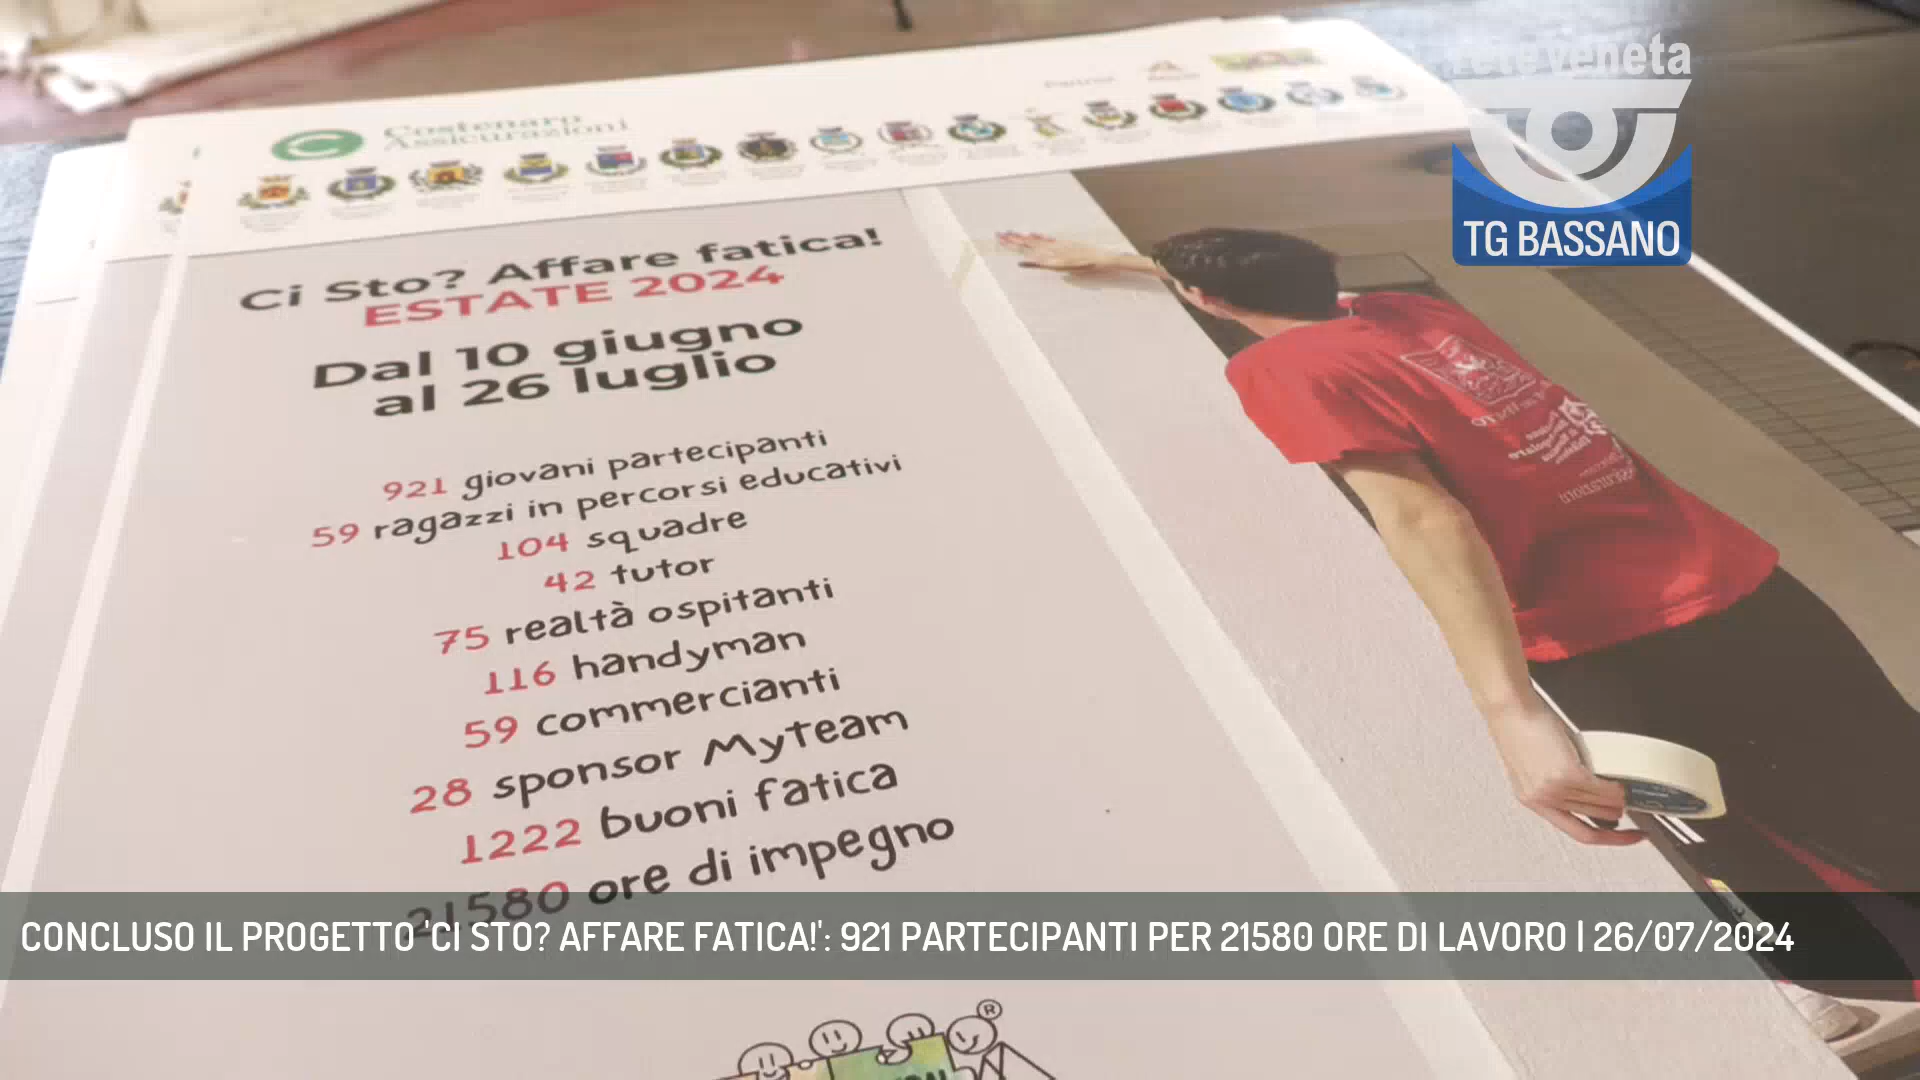 reteveneta
TG BASSANO
Costenaro
Assicurazioni
Ci Sto? Affare fatica!
ESTATE 2024
Dal 10 giugno
al 26 luglio
921 giovani partecipanti
59 ragazzi in percorsi educativi
104 squadre
42 tutor
75 realtà ospitanti
116 handyman
59 commercianti
28 sponsor Myteam
1222 buoni fatica
21580 ore di impegno
CONCLUSO IL PROGETTO 'CI STO? AFFARE FATICA!': 921 PARTECIPANTI PER 21580 ORE DI LAVORO | 26/07/2024
®